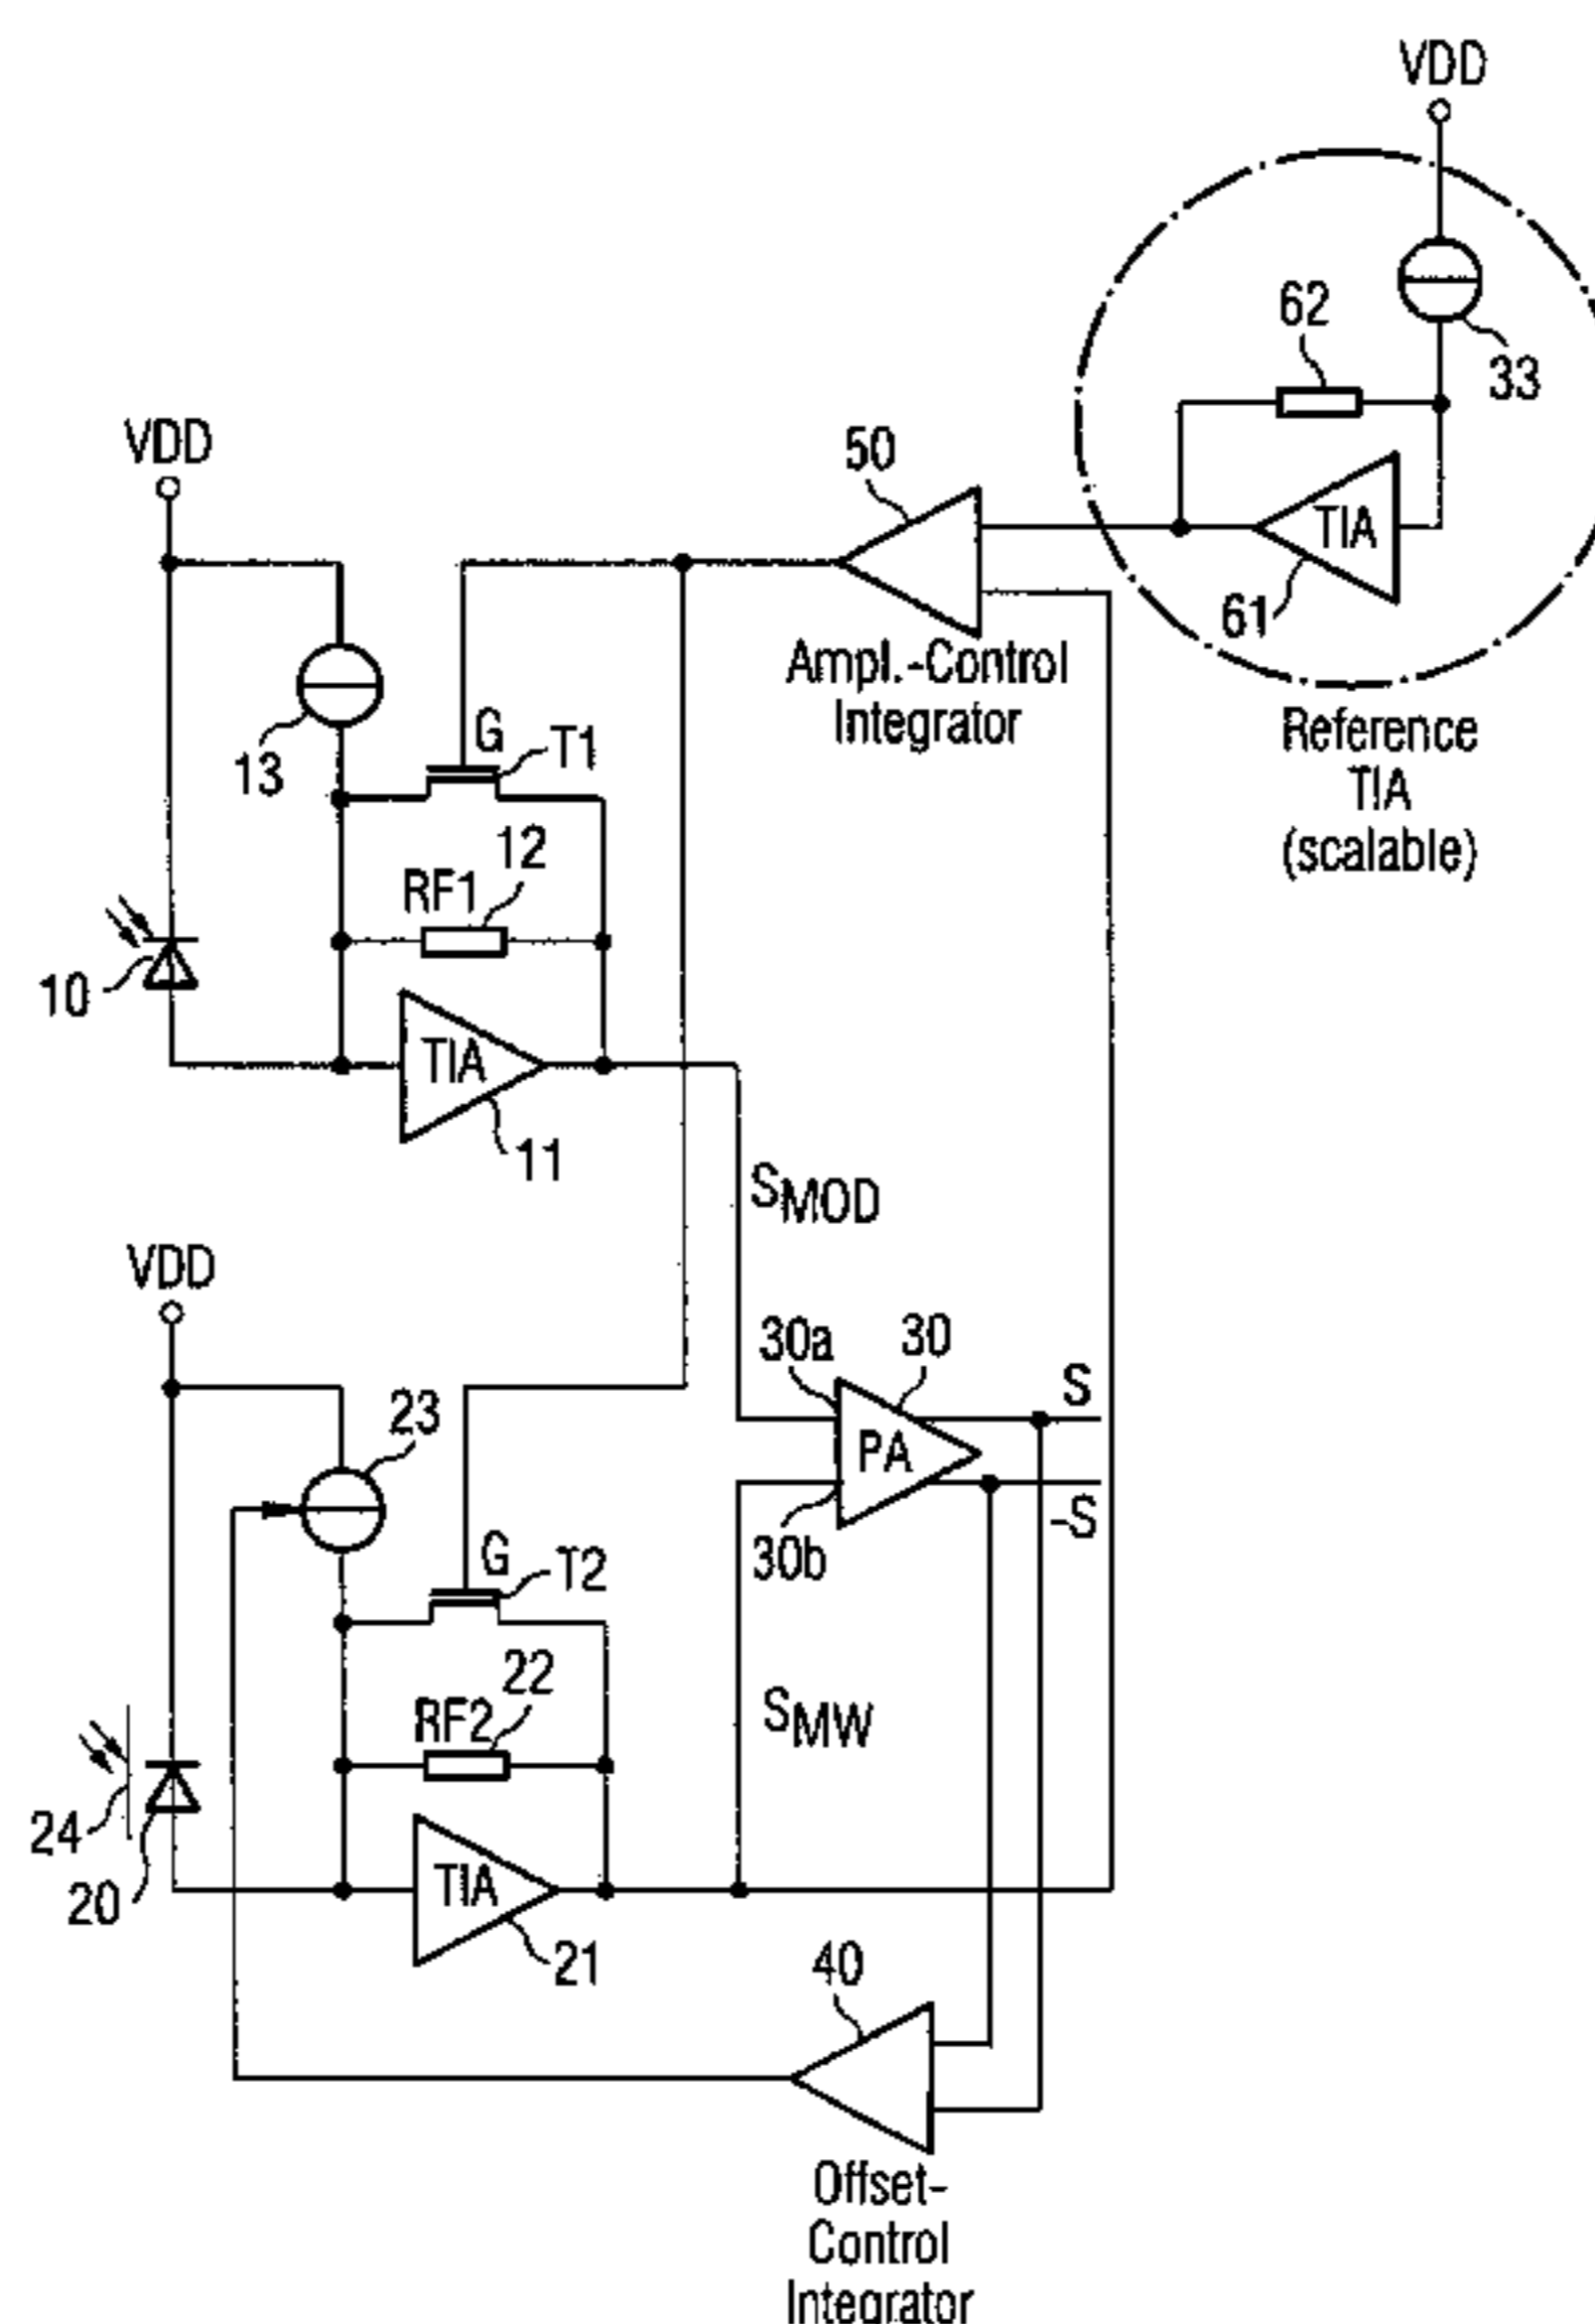 VDD
62
33
50
VDD
TIA
61
Ampl.-Control
Integrator
G
T1
13
Reference
TIA
(scalable)
12
RF1
10
TIA
11
SMOD
VDD
30a
30
S
23
PA
-S
30b
G
T2
22
RF2
SMW
24
20
TIA
21
40
Offset-
Control
Integrator